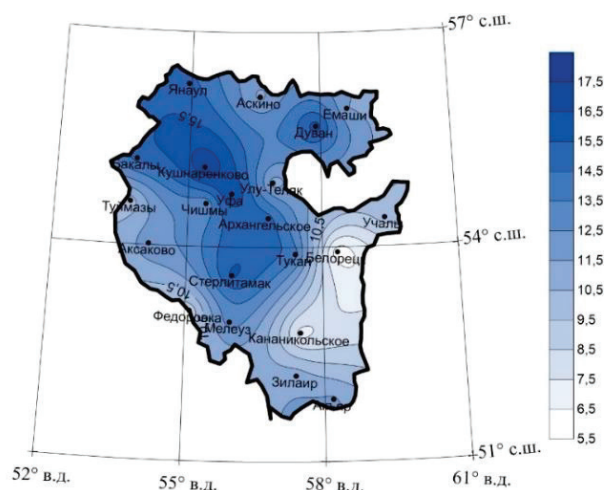 57° с.ш.
Янаул
Аскино
Емаши
16,5
Дуван
Бакалы
Кушнаренково
Улу-Теляк
Уфа
Туймазы
Чишмы
Архангельское
Учалы
10,5
54° с.ш.
Аксаково
Тукан
Белорецк
Стерлитамак
10,5
Федоровка
Мелеуз
Кананикольское
Зилаир
Акъяр
51° с.ш.
52° в.д.
55° в.д.
58° в.д.
61° в.д.
17,5
16,5
15,5
14,5
13,5
12,5
11,5
10,5
9,5
8,5
7,5
6,5
5,5